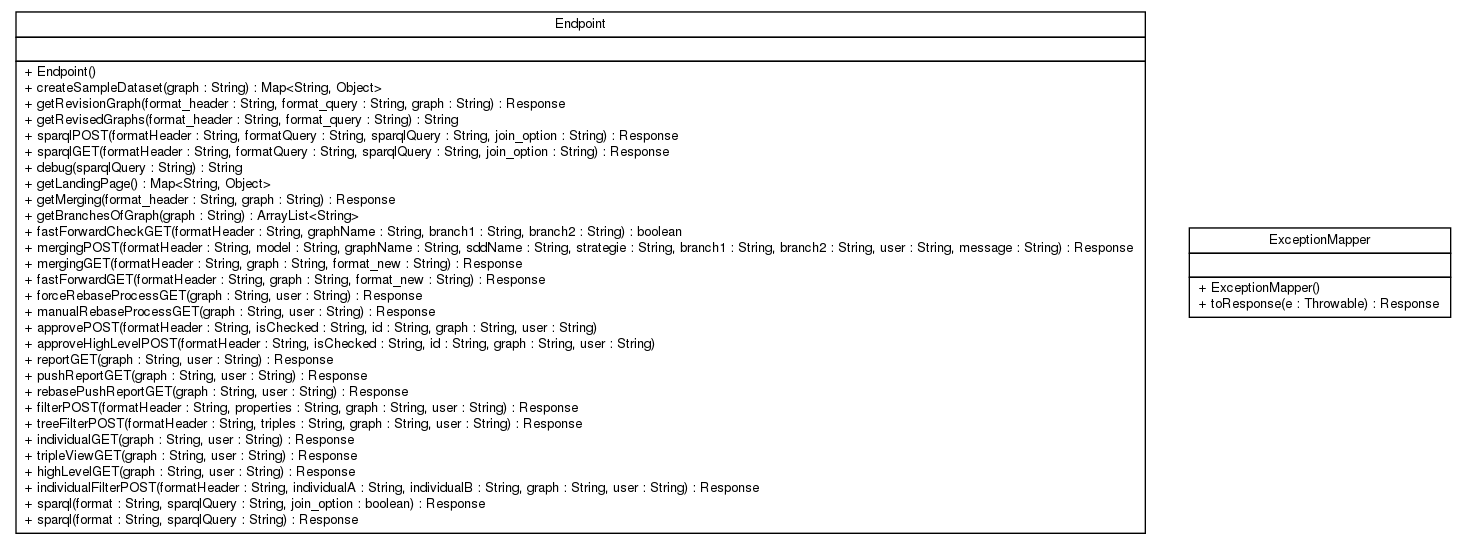 Endpoint
+ Endpoint()
+ createSampleDataset(graph : String) : Map<String, Object>
+ getRevisionGraph(format_header : String, format_query : String, graph : String) : Response
+ getRevisedGraphs(format_header : String, format_query : String) : String
+ sparqlPOST(formatHeader : String, formatQuery : String, sparqlQuery : String, join_option : String) : Response
+ sparqlGET(formatHeader : String, formatQuery : String, sparqlQuery : String, join_option : String) : Response
+ debug(sparqlQuery : String) : String
+ getLandingPage() : Map<String, Object>
+ getMerging(format_header : String, graph : String) : Response
+ getBranchesOfGraph(graph : String) : ArrayList<String>
+ fastForwardCheckGET(formatHeader : String, graphName : String, branch1 : String, branch2 : String) : boolean
+ mergingPOST(formatHeader : String, model : String, graphName : String, sddName : String, strategie : String, branch1 : String, branch2 : String, user : String, message : String) : Response
+ mergingGET(formatHeader : String, graph : String, format_new : String) : Response
+ fastForwardGET(formatHeader : String, graph : String, format_new : String) : Response
+ forceRebaseProcessGET(graph : String, user : String) : Response
+ manualRebaseProcessGET(graph : String, user : String) : Response
+ approvePOST(formatHeader : String, isChecked : String, id : String, graph : String, user : String)
+ approveHighLevelPOST(formatHeader : String, isChecked : String, id : String, graph : String, user : String)
+ reportGET(graph : String, user : String) : Response
+ pushReportGET(graph : String, user : String) : Response
+ rebasePushReportGET(graph : String, user : String) : Response
+ filterPOST(formatHeader : String, properties : String, graph : String, user : String) : Response
+ treeFilterPOST(formatHeader : String, triples : String, graph : String, user : String) : Response
+ individualGET(graph : String, user : String) : Response
+ tripleViewGET(graph : String, user : String) : Response
+ highLevelGET(graph : String, user : String) : Response
+ individualFilterPOST(formatHeader : String, individualA : String, individualB : String, graph : String, user : String) : Response
+ sparql(format : String, sparqlQuery : String, join_option : boolean) : Response
+ sparql(format : String, sparqlQuery : String) : Response
ExceptionMapper
+ ExceptionMapper()
+ toResponse(e : Throwable) : Response